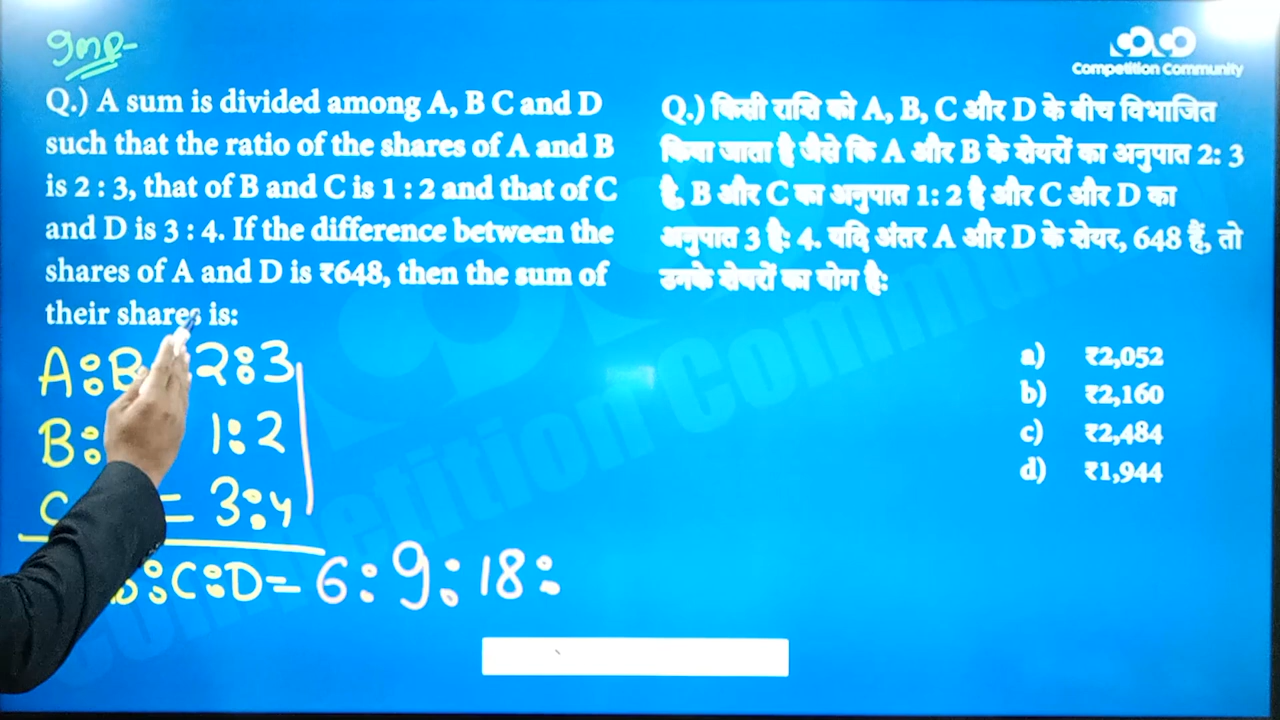 Imp
Competition Community
Q.) A sum is divided among A, B C and D
such that the ratio of the shares of A and B
is 2 : 3, that of B and C is 1 : 2 and that of C
and D is 3 : 4. If the difference between the
shares of A and D is ₹648, then the sum of
their shares is:
Q.) किसी राशि को A, B, C और D के बीच विभाजित
किया जाता है जैसे कि A और B के शेयरों का अनुपात 2: 3
है, B और C का अनुपात 1: 2 है और C और D का
अनुपात 3 है: 4. यदि अंतर A और D के शेयर, 648 हैं, तो
उनके शेयरों का योग है:
a) ₹2,052
b) ₹2,160
c) ₹2,484
d) ₹1,944
A:B 2:3
B: 1:2
C = 3:4
B:C:D= 6:9:18:
Competition Community